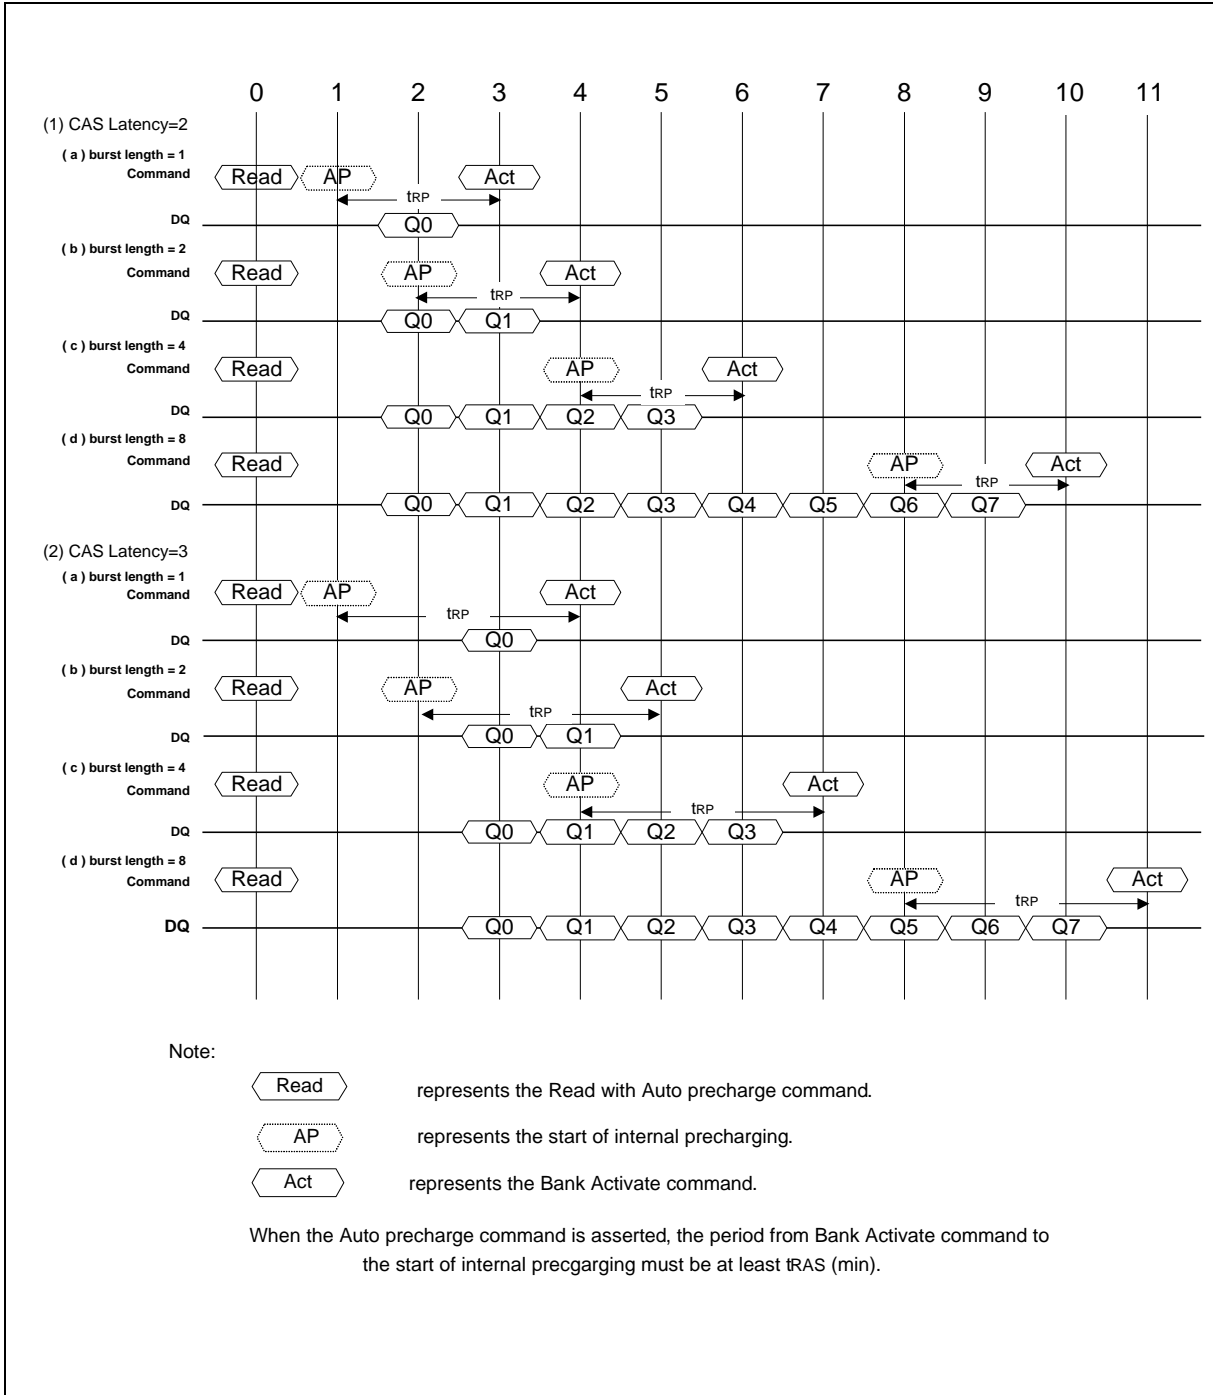 0 1 2 3 4 5 6 7 8 9 10 11
(1) CAS Latency=2
( a ) burst length = 1
Command Read AP Act
tRP
DQ Q0
( b ) burst length = 2
Command Read AP Act
tRP
DQ Q0 Q1
( c ) burst length = 4
Command Read AP Act
tRP
DQ Q0 Q1 Q2 Q3
( d ) burst length = 8
Command Read AP Act
tRP
DQ Q0 Q1 Q2 Q3 Q4 Q5 Q6 Q7
(2) CAS Latency=3
( a ) burst length = 1
Command Read AP Act
tRP
DQ Q0
( b ) burst length = 2
Command Read AP Act
tRP
DQ Q0 Q1
( c ) burst length = 4
Command Read AP Act
tRP
DQ Q0 Q1 Q2 Q3
( d ) burst length = 8
Command Read AP Act
tRP
DQ Q0 Q1 Q2 Q3 Q4 Q5 Q6 Q7
Note:
Read represents the Read with Auto precharge command.
AP represents the start of internal precharging.
Act represents the Bank Activate command.
When the Auto precharge command is asserted, the period from Bank Activate command to
the start of internal precgarging must be at least tRAS (min).